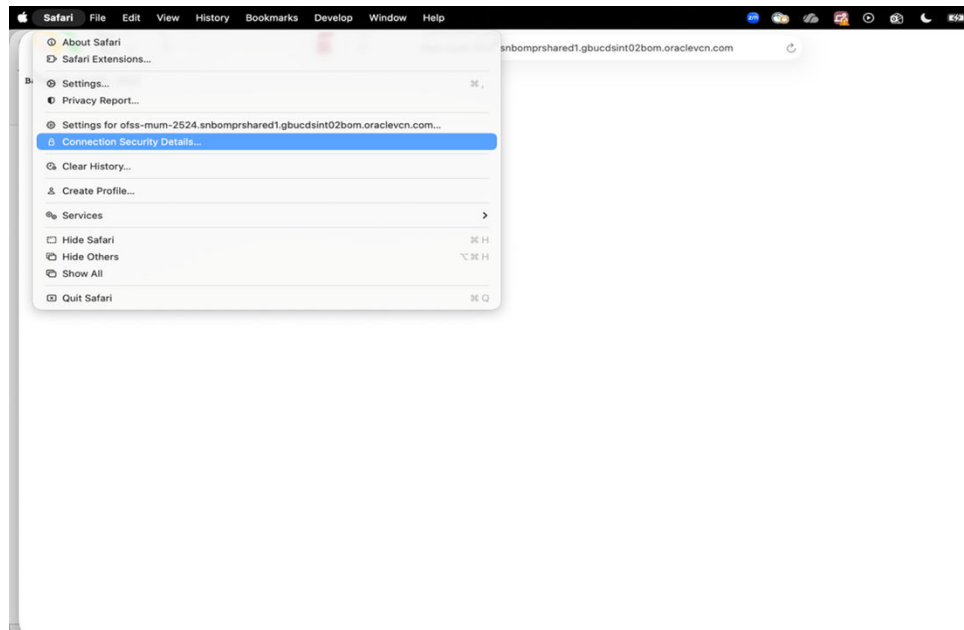 Safari File Edit View History Bookmarks Develop Window Help
snbomprshared1.gbucdsint02bom.oraclevcn.com
About Safari
Safari Extensions...
Settings... ⌘ ,
Privacy Report...
Settings for ofss-mum-2524.snbomprshared1.gbucdsint02bom.oraclevcn.com...
Connection Security Details...
Clear History...
Create Profile...
Services
Hide Safari ⌘ H
Hide Others ⌥ ⌘ H
Show All
Quit Safari ⌘ Q